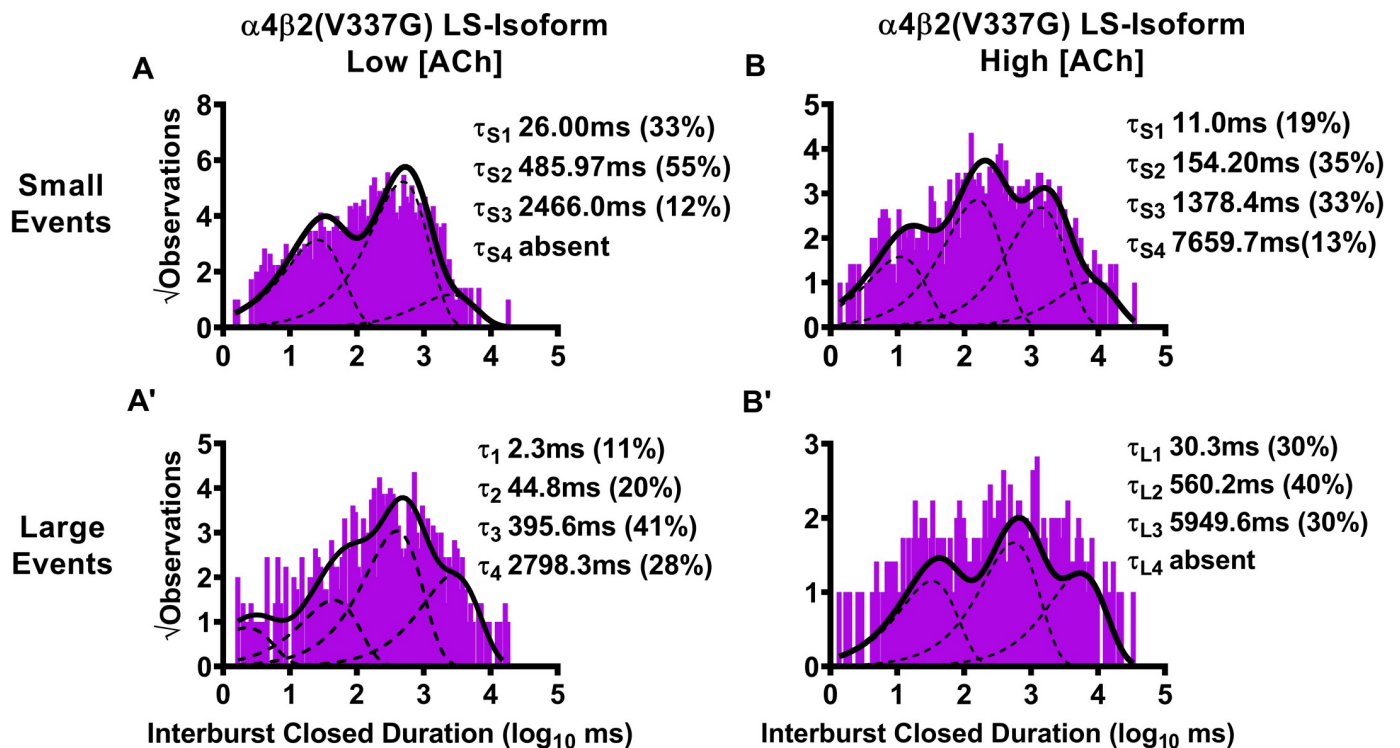 α4β2(V337G) LS-Isoform
Low [ACh]
α4β2(V337G) LS-Isoform
High [ACh]
A
B
Small
Events
√Observations
8
6
4
2
0
0 1 2 3 4 5
τS1 26.00ms (33%)
τS2 485.97ms (55%)
τS3 2466.0ms (12%)
τS4 absent
5
4
3
2
1
0
0 1 2 3 4 5
τS1 11.0ms (19%)
τS2 154.20ms (35%)
τS3 1378.4ms (33%)
τS4 7659.7ms(13%)
A'
B'
Large
Events
√Observations
5
4
3
2
1
0
0 1 2 3 4 5
τ1 2.3ms (11%)
τ2 44.8ms (20%)
τ3 395.6ms (41%)
τ4 2798.3ms (28%)
Interburst Closed Duration (log10 ms)
3
2
1
0
0 1 2 3 4 5
τL1 30.3ms (30%)
τL2 560.2ms (40%)
τL3 5949.6ms (30%)
τL4 absent
Interburst Closed Duration (log10 ms)